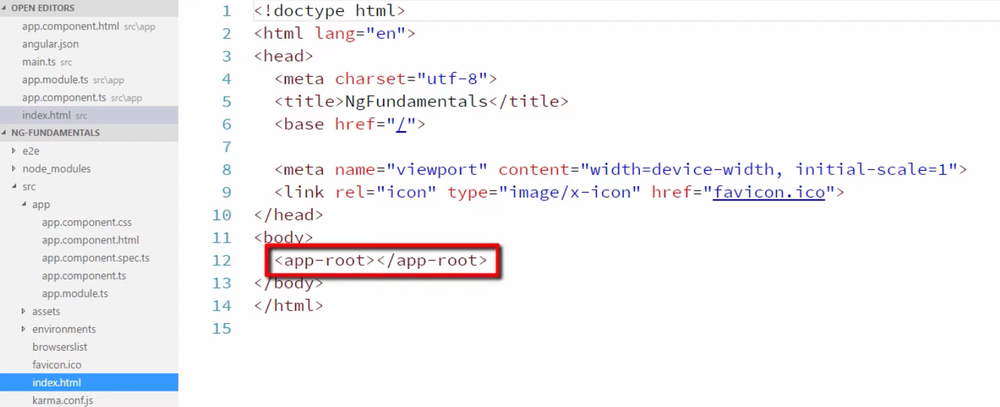 OPEN EDITORS
app.component.html src\app
angular.json
main.ts src
app.module.ts src\app
app.component.ts src\app
index.html src
NG-FUNDAMENTALS
e2e
node_modules
src
app
app.component.css
app.component.html
app.component.spec.ts
app.component.ts
app.module.ts
assets
environments
browserslist
favicon.ico
index.html
karma.conf.js
1 <!doctype html>
2 <html lang="en">
3 <head>
4 <meta charset="utf-8">
5 <title>NgFundamentals</title>
6 <base href="/">
7
8 <meta name="viewport" content="width=device-width, initial-scale=1">
9 <link rel="icon" type="image/x-icon" href="favicon.ico">
10 </head>
11 <body>
12 <app-root></app-root>
13 </body>
14 </html>
15